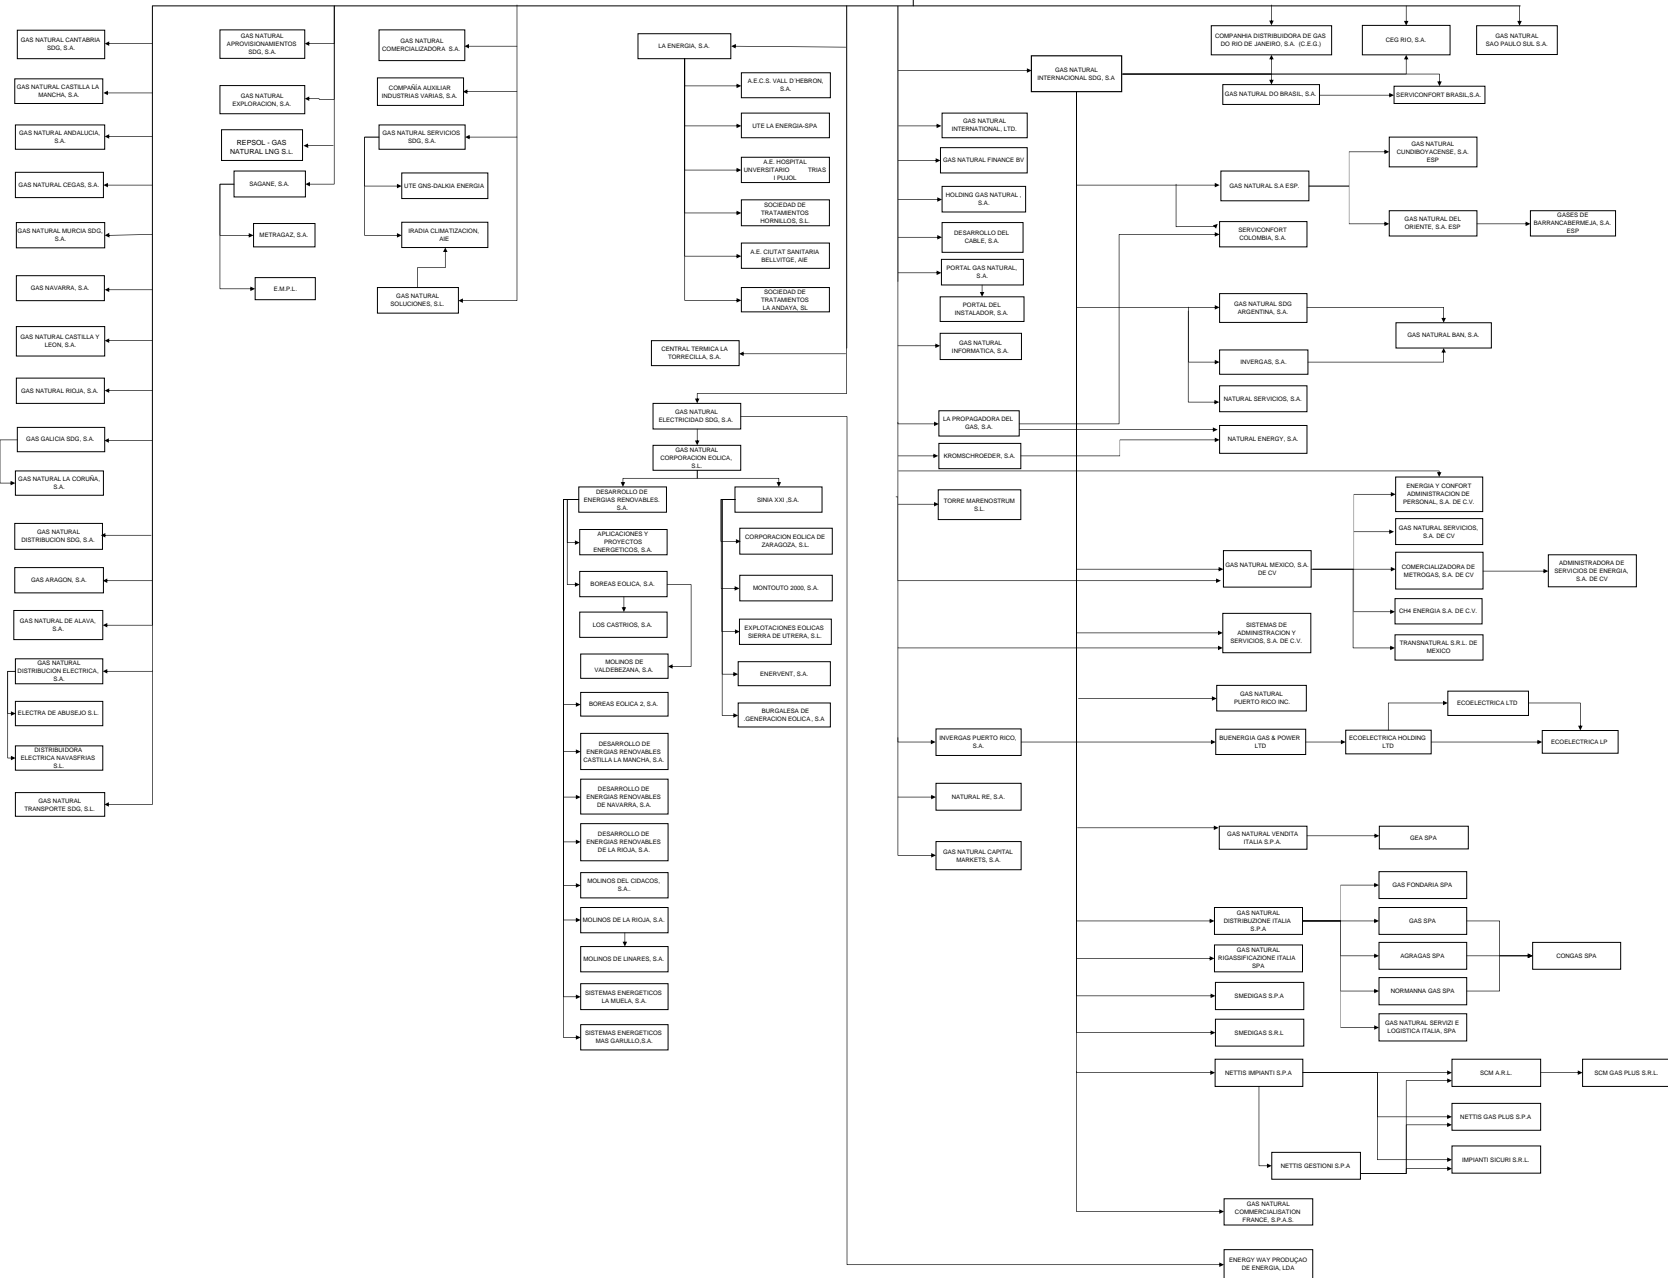 GAS NATURAL CANTABRIA
SDG, S.A.
GAS NATURAL CASTILLA LA
MANCHA, S.A.
GAS NATURAL ANDALUCIA,
S.A.
GAS NATURAL CEGAS, S.A.
GAS NATURAL MURCIA SDG,
S.A.
GAS NAVARRA, S.A.
GAS NATURAL CASTILLA Y
LEON, S.A.
GAS NATURAL RIOJA, S.A.
GAS GALICIA SDG, S.A.
GAS NATURAL LA CORUÑA,
S.A.
GAS NATURAL
DISTRIBUCION SDG, S.A.
GAS ARAGON, S.A.
GAS NATURAL DE ALAVA,
S.A.
GAS NATURAL
DISTRIBUCION ELECTRICA,
S.A.
ELECTRA DE ABUSEJO S.L.
DISTRIBUIDORA
ELECTRICA NAVASFRIAS
S.L.
GAS NATURAL
TRANSPORTE SDG, S.L.
GAS NATURAL
APROVISIONAMIENTOS
SDG, S.A.
GAS NATURAL
EXPLORACION, S.A.
REPSOL - GAS
NATURAL LNG S.L.
SAGANE, S.A.
METRAGAZ, S.A.
E.M.P.L.
GAS NATURAL
COMERCIALIZADORA S.A.
COMPAÑÍA AUXILIAR
INDUSTRIAS VARIAS, S.A.
GAS NATURAL SERVICIOS
SDG, S.A.
UTE GNS-DALKIA ENERGIA
IRADIA CLIMATIZACION,
AIE
GAS NATURAL
SOLUCIONES, S.L.
LA ENERGIA, S.A.
A.E.C.S. VALL D´HEBRON,
S.A.
UTE LA ENERGIA-SPA
A.E. HOSPITAL
UNVERSITARIO TRIAS
I PUJOL
SOCIEDAD DE
TRATAMIENTOS
HORNILLOS, S.L.
A.E. CIUTAT SANITARIA
BELLVITGE, AIE
SOCIEDAD DE
TRATAMIENTOS
LA ANDAYA, SL
CENTRAL TERMICA LA
TORRECILLA, S.A.
GAS NATURAL
ELECTRICIDAD SDG, S.A.
GAS NATURAL
CORPORACION EOLICA,
S.L.
DESARROLLO DE
ENERGIAS RENOVABLES,
S.A.
APLICACIONES Y
PROYECTOS
ENERGETICOS, S.A.
BOREAS EOLICA, S.A.
LOS CASTRIOS, S.A.
MOLINOS DE
VALDEBEZANA, S.A.
BOREAS EOLICA 2, S.A.
DESARROLLO DE
ENERGIAS RENOVABLES
CASTILLA LA MANCHA, S.A.
DESARROLLO DE
ENERGIAS RENOVABLES
DE NAVARRA, S.A.
DESARROLLO DE
ENERGIAS RENOVABLES
DE LA RIOJA, S.A.
MOLINOS DEL CIDACOS,
S.A..
MOLINOS DE LA RIOJA, S.A.
MOLINOS DE LINARES, S.A.
SISTEMAS ENERGETICOS
LA MUELA, S.A.
SISTEMAS ENERGETICOS
MAS GARULLO,S.A.
SINIA XXI ,S.A.
CORPORACION EOLICA DE
ZARAGOZA, S.L.
MONTOUTO 2000, S.A.
EXPLOTACIONES EOLICAS
SIERRA DE UTRERA, S.L.
ENERVENT, S.A.
BURGALESA DE
.GENERACION EOLICA , S.A
GAS NATURAL
INTERNACIONAL SDG, S.A
GAS NATURAL
INTERNATIONAL, LTD.
GAS NATURAL FINANCE BV
HOLDING GAS NATURAL ,
S.A.
DESARROLLO DEL
CABLE, S.A.
PORTAL GAS NATURAL,
S.A.
PORTAL DEL
INSTALADOR, S.A.
GAS NATURAL
INFORMATICA, S.A.
LA PROPAGADORA DEL
GAS, S.A.
KROMSCHROEDER, S.A.
TORRE MARENOSTRUM
S.L.
INVERGAS PUERTO RICO,
S.A.
NATURAL RE, S.A.
GAS NATURAL CAPITAL
MARKETS, S.A.
COMPANHIA DISTRIBUIDORA DE GAS
DO RIO DE JANEIRO, S.A. (C.E.G.)
CEG RIO, S.A.
GAS NATURAL
SAO PAULO SUL S.A.
GAS NATURAL DO BRASIL, S.A.
SERVICONFORT BRASIL,S.A.
GAS NATURAL
CUNDIBOYACENSE, S.A.
ESP
GAS NATURAL S.A ESP.
GAS NATURAL DEL
ORIENTE, S.A. ESP
GASES DE
BARRANCABERMEJA, S.A.
ESP
SERVICONFORT
COLOMBIA, S.A.
GAS NATURAL SDG
ARGENTINA, S.A.
GAS NATURAL BAN, S.A.
INVERGAS, S.A.
NATURAL SERVICIOS, S.A.
NATURAL ENERGY, S.A.
ENERGIA Y CONFORT
ADMINISTRACION DE
PERSONAL, S.A. DE C.V.
GAS NATURAL SERVICIOS,
S.A. DE CV
GAS NATURAL MEXICO, S.A.
DE CV
COMERCIALIZADORA DE
METROGAS, S.A. DE CV
ADMINISTRADORA DE
SERVICIOS DE ENERGIA,
S.A. DE CV
CH4 ENERGIA S.A. DE C.V.
SISTEMAS DE
ADMINISTRACION Y
SERVICIOS, S.A. DE C.V.
TRANSNATURAL S.R.L. DE
MEXICO
GAS NATURAL
PUERTO RICO INC.
BUENERGIA GAS & POWER
LTD
ECOELECTRICA HOLDING
LTD
ECOELECTRICA LTD
ECOELECTRICA LP
GAS NATURAL VENDITA
ITALIA S.P.A.
GEA SPA
GAS FONDARIA SPA
GAS NATURAL
DISTRIBUZIONE ITALIA
S.P.A
GAS SPA
AGRAGAS SPA
CONGAS SPA
GAS NATURAL
RIGASSIFICAZIONE ITALIA
SPA
NORMANNA GAS SPA
SMEDIGAS S.P.A
GAS NATURAL SERVIZI E
LOGISTICA ITALIA, SPA
SMEDIGAS S.R.L
NETTIS IMPIANTI S.P.A
SCM A.R.L.
SCM GAS PLUS S.R.L.
NETTIS GAS PLUS S.P.A
NETTIS GESTIONI S.P.A
IMPIANTI SICURI S.R.L.
GAS NATURAL
COMMERCIALISATION
FRANCE, S.P.A.S.
ENERGY WAY PRODUÇAO
DE ENERGIA, LDA